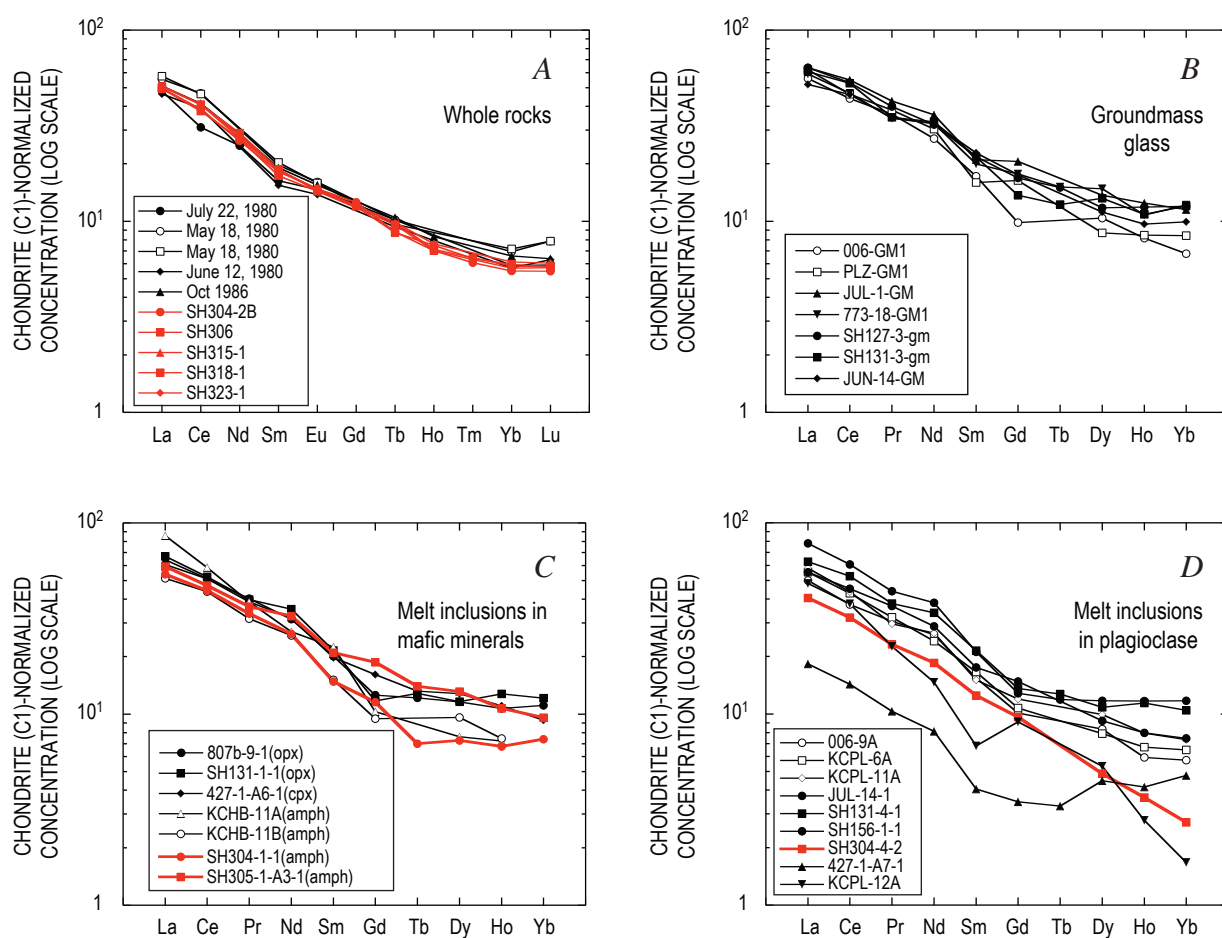 CHONDRITE (C1)-NORMALIZED
CONCENTRATION (LOG SCALE)
10²
10
1
A
Whole rocks
July 22, 1980
May 18, 1980
May 18, 1980
June 12, 1980
Oct 1986
SH304-2B
SH306
SH315-1
SH318-1
SH323-1
La Ce Nd Sm Eu Gd Tb Ho Tm Yb Lu
CHONDRITE (C1)-NORMALIZED
CONCENTRATION (LOG SCALE)
10²
10
1
B
Groundmass
glass
006-GM1
PLZ-GM1
JUL-1-GM
773-18-GM1
SH127-3-gm
SH131-3-gm
JUN-14-GM
La Ce Pr Nd Sm Gd Tb Dy Ho Yb
CHONDRITE (C1)-NORMALIZED
CONCENTRATION (LOG SCALE)
10²
10
1
C
Melt inclusions in
mafic minerals
807b-9-1(opx)
SH131-1-1(opx)
427-1-A6-1(cpx)
KCHB-11A(amph)
KCHB-11B(amph)
SH304-1-1(amph)
SH305-1-A3-1(amph)
La Ce Pr Nd Sm Gd Tb Dy Ho Yb
CHONDRITE (C1)-NORMALIZED
CONCENTRATION (LOG SCALE)
10²
10
1
D
Melt inclusions
in plagioclase
006-9A
KCPL-6A
KCPL-11A
JUL-14-1
SH131-4-1
SH156-1-1
SH304-4-2
427-1-A7-1
KCPL-12A
La Ce Pr Nd Sm Gd Tb Dy Ho Yb